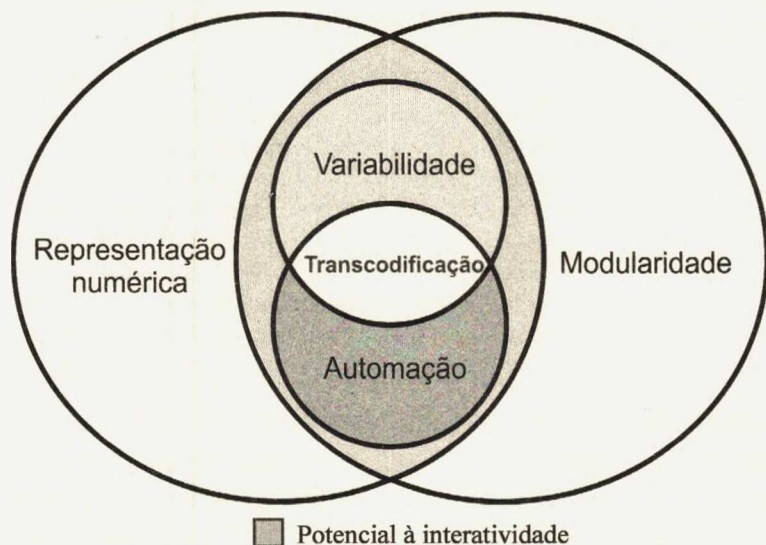 Variabilidade
Representação
numérica
Transcodificação
Modularidade
Automação
Potencial à interatividade